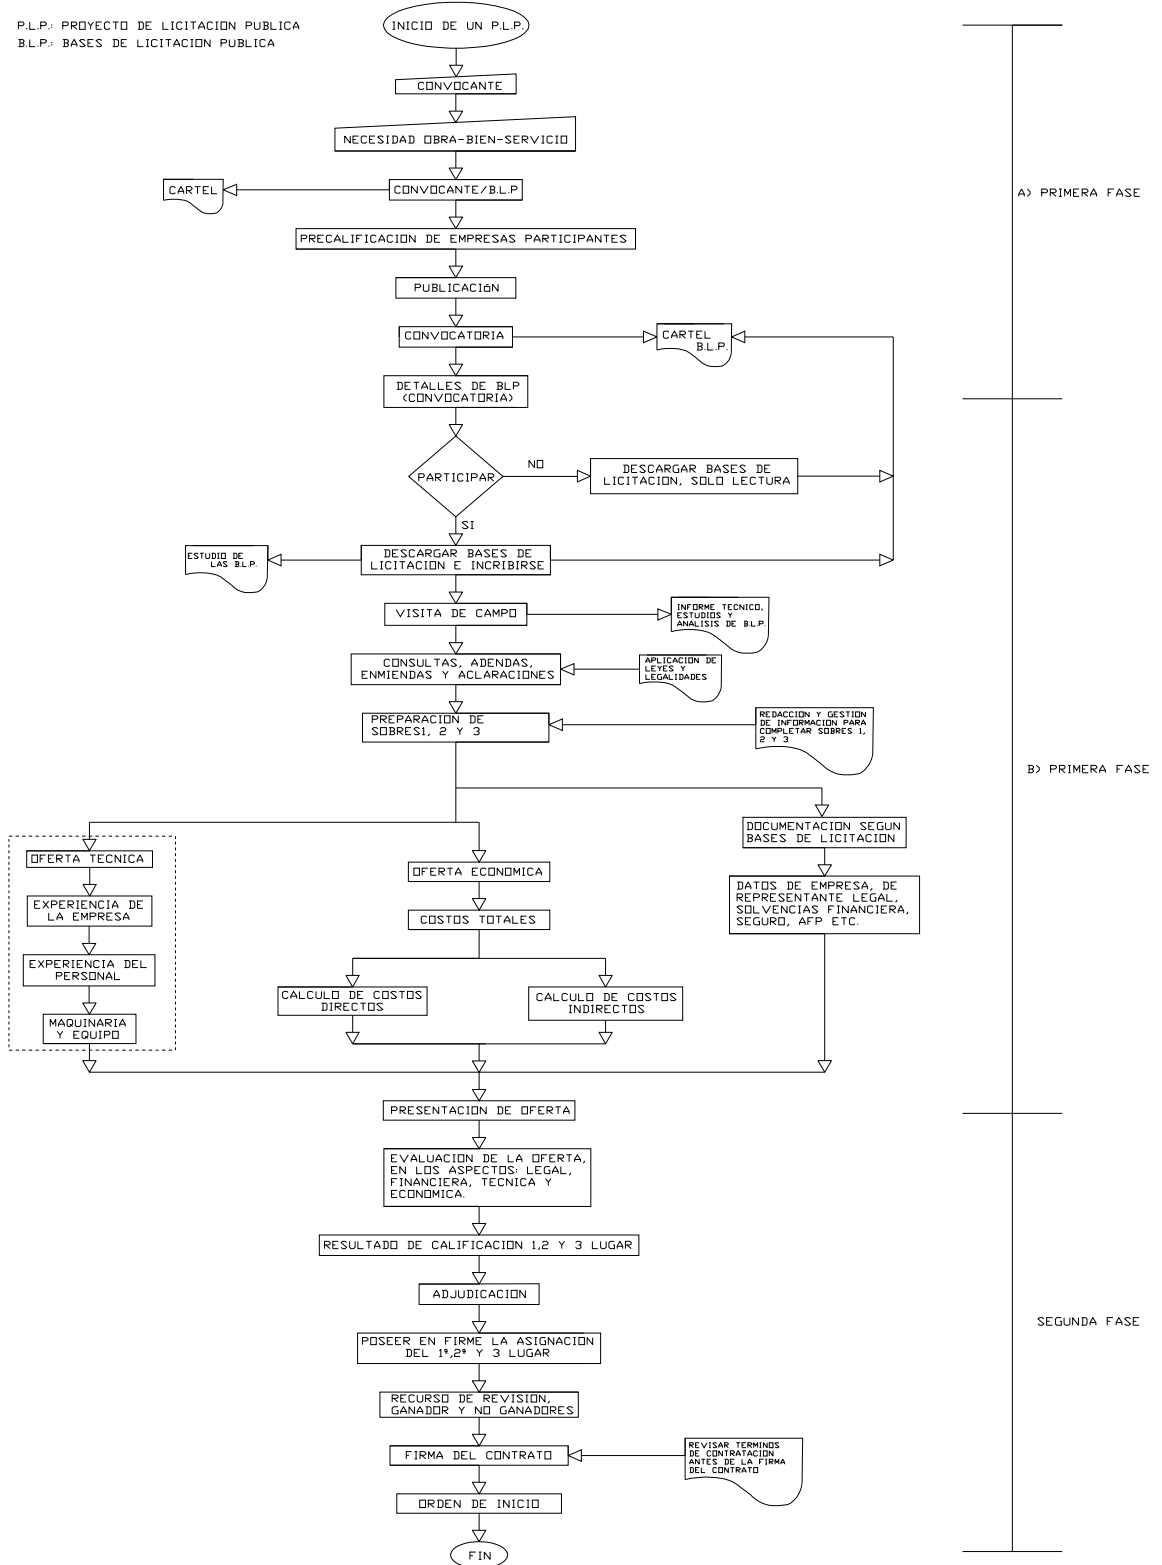 P.L.P.: PROYECTO DE LICITACION PUBLICA
B.L.P.: BASES DE LICITACION PUBLICA
INICIO DE UN P.L.P.
CONVOCANTE
NECESIDAD OBRA-BIEN-SERVICIO
CARTEL
CONVOCANTE/B.L.P
A) PRIMERA FASE
PRECALIFICACION DE EMPRESAS PARTICIPANTES
PUBLICACIóN
CONVOCATORIA
CARTEL
B.L.P.
DETALLES DE BLP
(CONVOCATORIA)
PARTICIPAR
NO
DESCARGAR BASES DE
LICITACION, SOLO LECTURA
SI
ESTUDIO DE
LAS B.L.P.
DESCARGAR BASES DE
LICITACION E INCRIBIRSE
VISITA DE CAMPO
INFORME TECNICO,
ESTUDIOS Y
ANALISIS DE B.L.P.
CONSULTAS, ADENDAS,
ENMIENDAS Y ACLARACIONES
APLICACION DE
LEYES Y
LEGALIDADES
PREPARACION DE
SOBRES1, 2 Y 3
REDACCION Y GESTION
DE INFORMACION PARA
COMPLETAR SOBRES 1,
2 Y 3
B) PRIMERA FASE
OFERTA TECNICA
EXPERIENCIA DE
LA EMPRESA
EXPERIENCIA DEL
PERSONAL
MAQUINARIA
Y EQUIPO
OFERTA ECONOMICA
COSTOS TOTALES
CALCULO DE COSTOS
DIRECTOS
CALCULO DE COSTOS
INDIRECTOS
DOCUMENTACION SEGUN
BASES DE LICITACION
DATOS DE EMPRESA, DE
REPRESENTANTE LEGAL,
SOLVENCIAS FINANCIERA,
SEGURO, AFP ETC.
PRESENTACION DE OFERTA
EVALUACION DE LA OFERTA,
EN LOS ASPECTOS: LEGAL,
FINANCIERA, TECNICA Y
ECONOMICA.
RESULTADO DE CALIFICACION 1,2 Y 3 LUGAR
ADJUDICACION
SEGUNDA FASE
POSEER EN FIRME LA ASIGNACION
DEL 1º,2º Y 3 LUGAR
RECURSO DE REVISION,
GANADOR Y NO GANADORES
FIRMA DEL CONTRATO
REVISAR TERMINOS
DE CONTRATACION
ANTES DE LA FIRMA
DEL CONTRATO
ORDEN DE INICIO
FIN